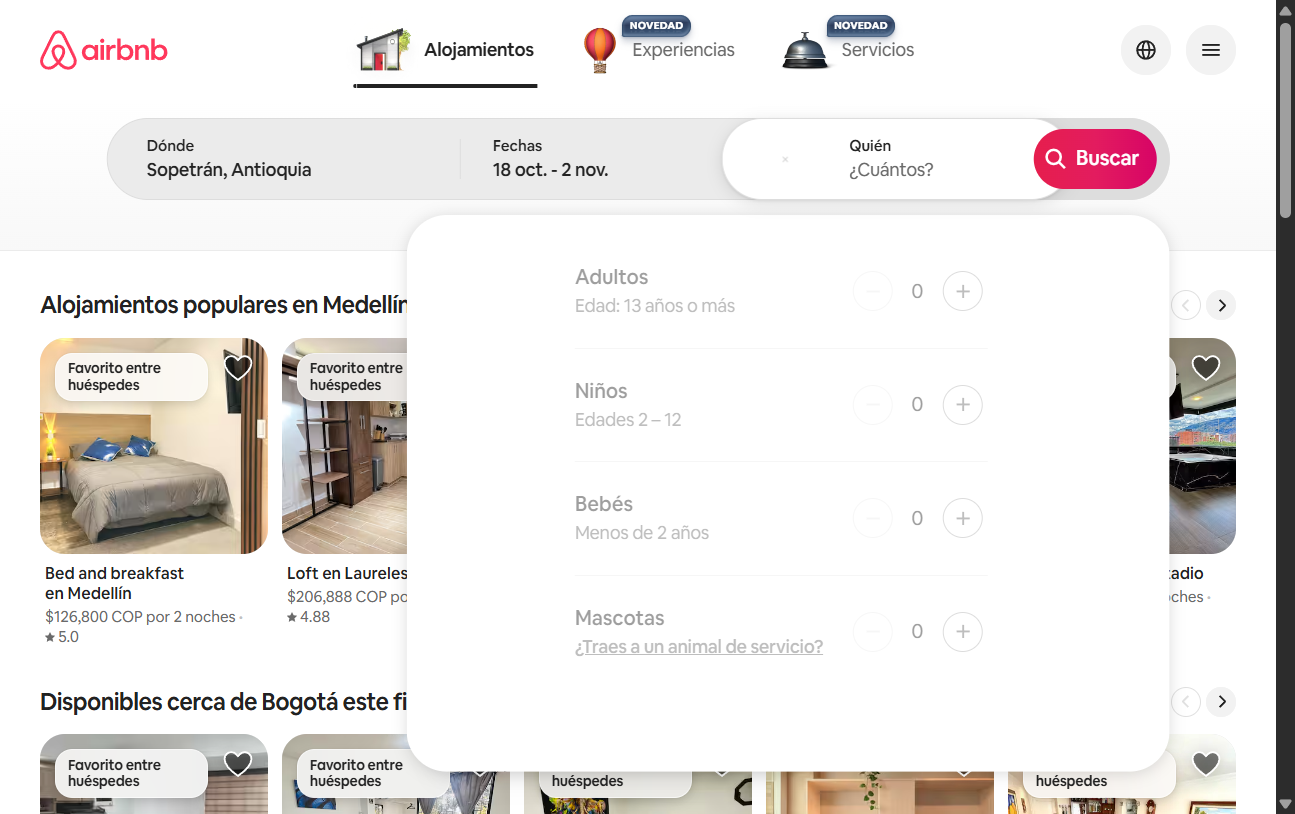 airbnb
Alojamientos
NOVEDAD
Experiencias
NOVEDAD
Servicios
Dónde
Sopetrán, Antioquia
Fechas
18 oct. - 2 nov.
Quién
¿Cuántos?
Buscar
Adultos
Edad: 13 años o más
0
Niños
Edades 2 – 12
0
Bebés
Menos de 2 años
0
Mascotas
¿Traes a un animal de servicio?
0
Alojamientos populares en Medellín
Favorito entre
huéspedes
Favorito entre
huéspedes
Bed and breakfast
en Medellín
$126,800 COP por 2 noches ·
★ 5.0
Loft en Laureles
$206,888 COP po
★ 4.88
tadio
oches ·
Disponibles cerca de Bogotá este fi
Favorito entre
huéspedes
Favorito entre
huéspedes
huéspedes
huéspedes